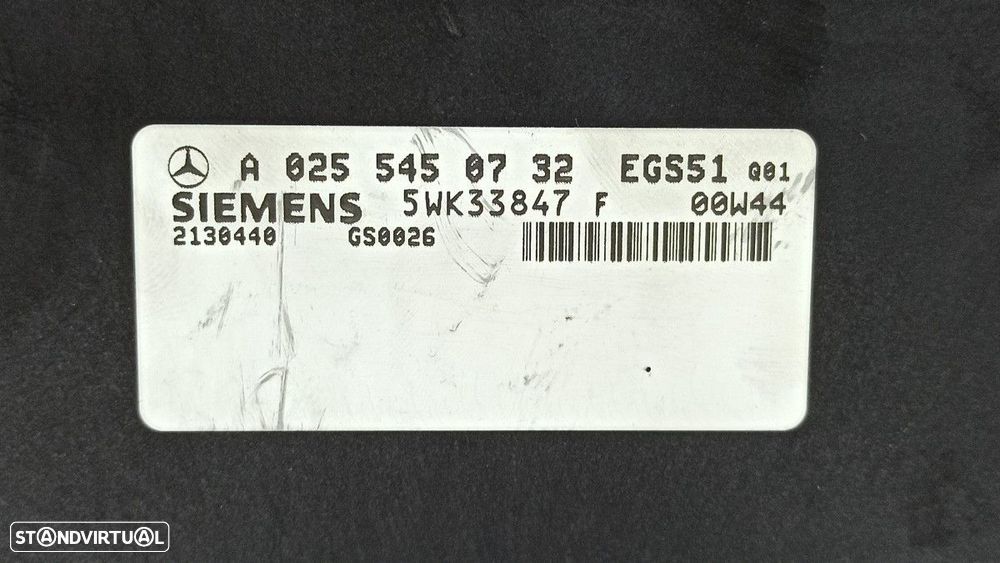 A 025 545 07 32 EGS51 Q01
SIEMENS 5WK33847 F 00W44
2130440 GS0026
STANDVIRTUAL